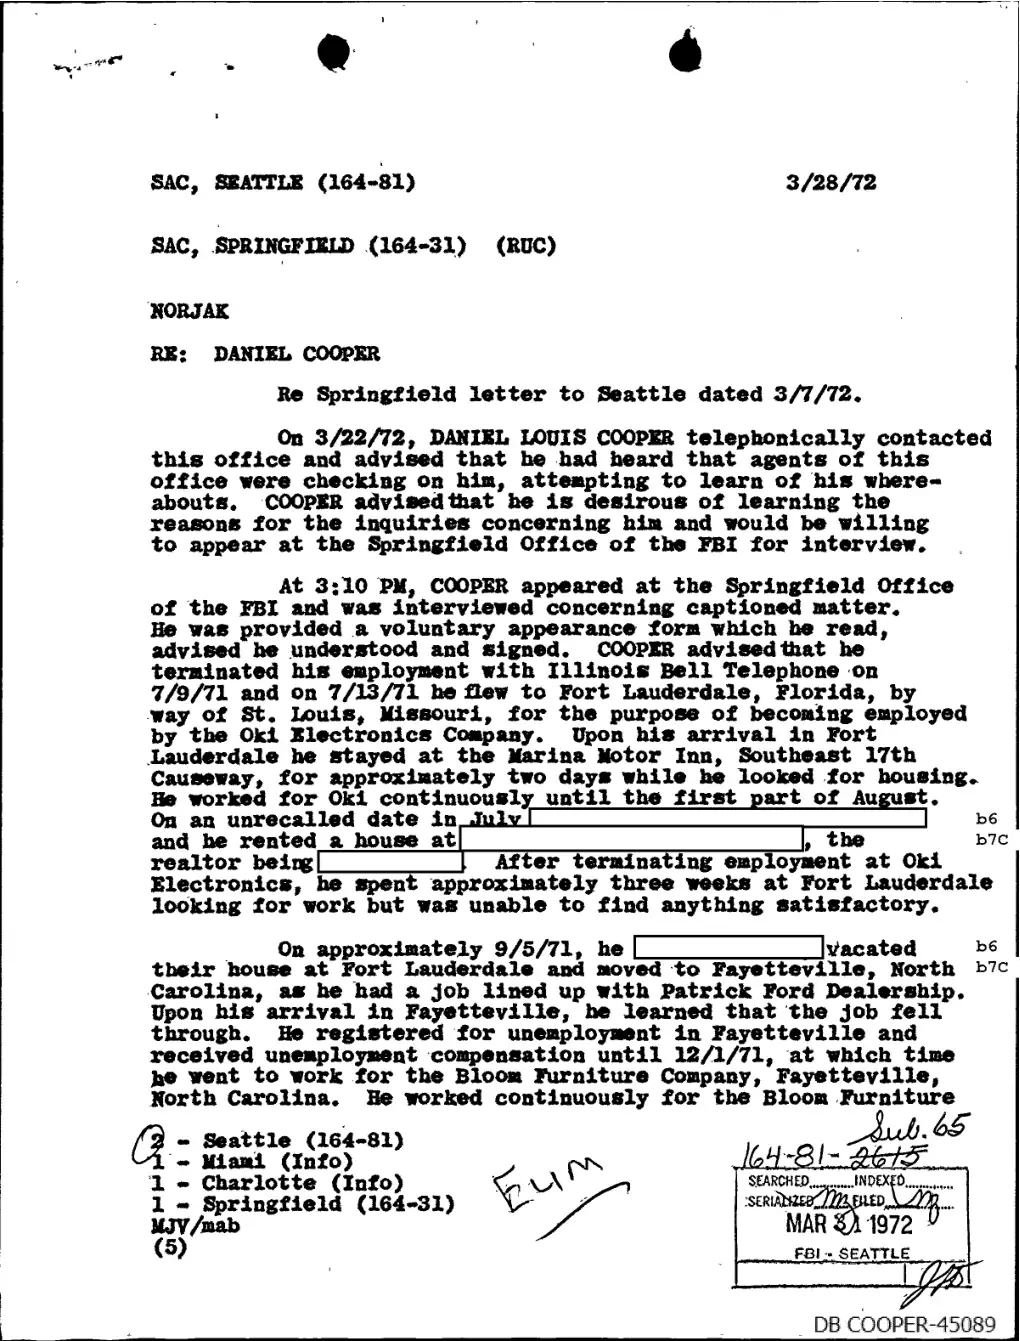 SAC, SEATTLE (164-81) 3/28/72
SAC, SPRINGFIELD (164-31) (RUC)
NORJAK
RE: DANIEL COOPER
Re Springfield letter to Seattle dated 3/7/72.
On 3/22/72, DANIEL LOUIS COOPER telephonically contacted
this office and advised that he had heard that agents of this
office were checking on him, attempting to learn of his where-
abouts. COOPER advised that he is desirous of learning the
reasons for the inquiries concerning him and would be willing
to appear at the Springfield Office of the FBI for interview.
At 3:10 PM, COOPER appeared at the Springfield Office
of the FBI and was interviewed concerning captioned matter.
He was provided a voluntary appearance form which he read,
advised he understood and signed. COOPER advised that he
terminated his employment with Illinois Bell Telephone on
7/9/71 and on 7/13/71 he flew to Fort Lauderdale, Florida, by
way of St. Louis, Missouri, for the purpose of becoming employed
by the Oki Electronics Company. Upon his arrival in Fort
Lauderdale he stayed at the Marina Motor Inn, Southeast 17th
Causeway, for approximately two days while he looked for housing.
He worked for Oki continuously until the first part of August.
On an unrecalled date in July b6
and he rented a house at , the b7C
realtor being After terminating employment at Oki
Electronics, he spent approximately three weeks at Fort Lauderdale
looking for work but was unable to find anything satisfactory.
On approximately 9/5/71, he vacated b6
their house at Fort Lauderdale and moved to Fayetteville, North b7C
Carolina, as he had a job lined up with Patrick Ford Dealership.
Upon his arrival in Fayetteville, he learned that the job fell
through. He registered for unemployment in Fayetteville and
received unemployment compensation until 12/1/71, at which time
he went to work for the Bloom Furniture Company, Fayetteville,
North Carolina. He worked continuously for the Bloom Furniture
2 - Seattle (164-81)
1 - Miami (Info)
1 - Charlotte (Info)
1 - Springfield (164-31)
MJV/mab
(5)
Sub. 65
164-81-2615
SEARCHED INDEXED
SERIALIZED FILED
MAR 1972
FBI - SEATTLE
DB COOPER-45089